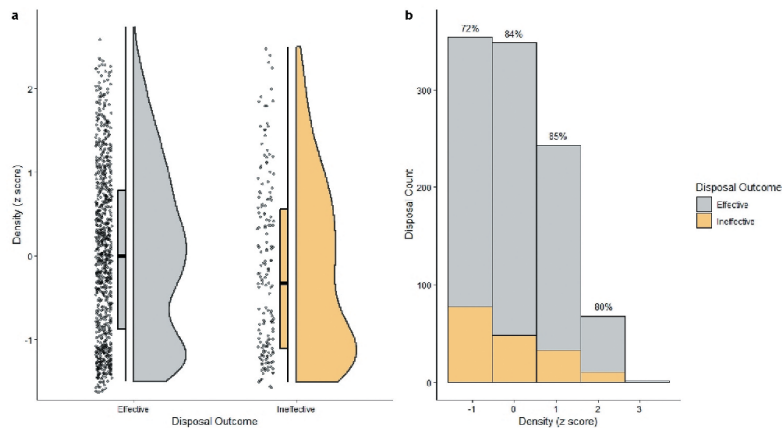 a
Density (z score)
2
1
0
-1
Effective
Ineffective
Disposal Outcome
b
Disposal Count
300
200
100
0
72%
84%
85%
80%
-1
0
1
2
3
Density (z score)
Disposal Outcome
Effective
Ineffective